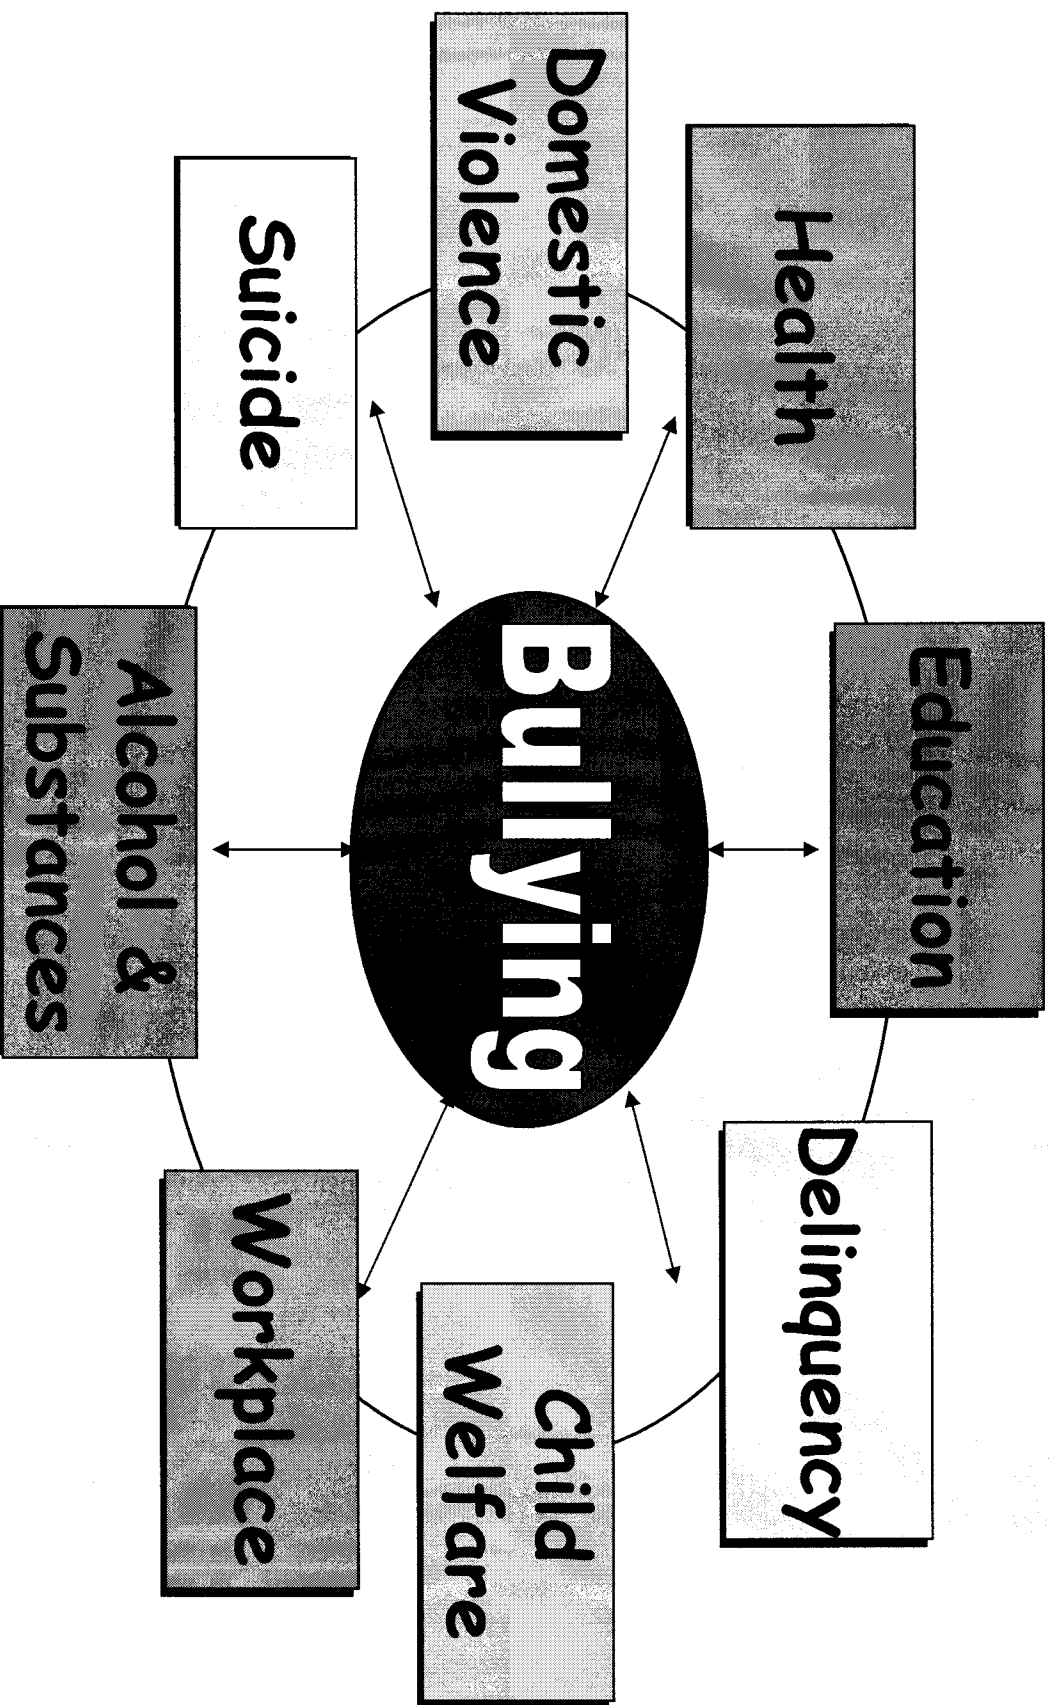 Education
Health
Delinquency
Domestic
Violence
Bullying
Child
Welfare
Suicide
Workplace
Alcohol &
Substances